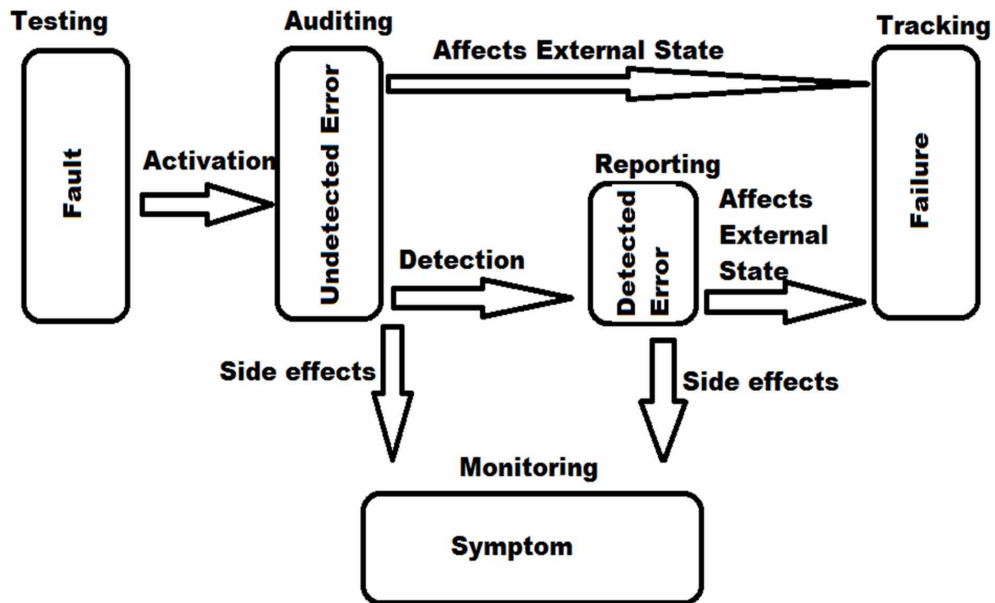 Testing
Auditing
Tracking
Affects External State
Fault
Activation
Undetected Error
Reporting
Detected
Error
Affects
External
State
Failure
Detection
Side effects
Side effects
Monitoring
Symptom